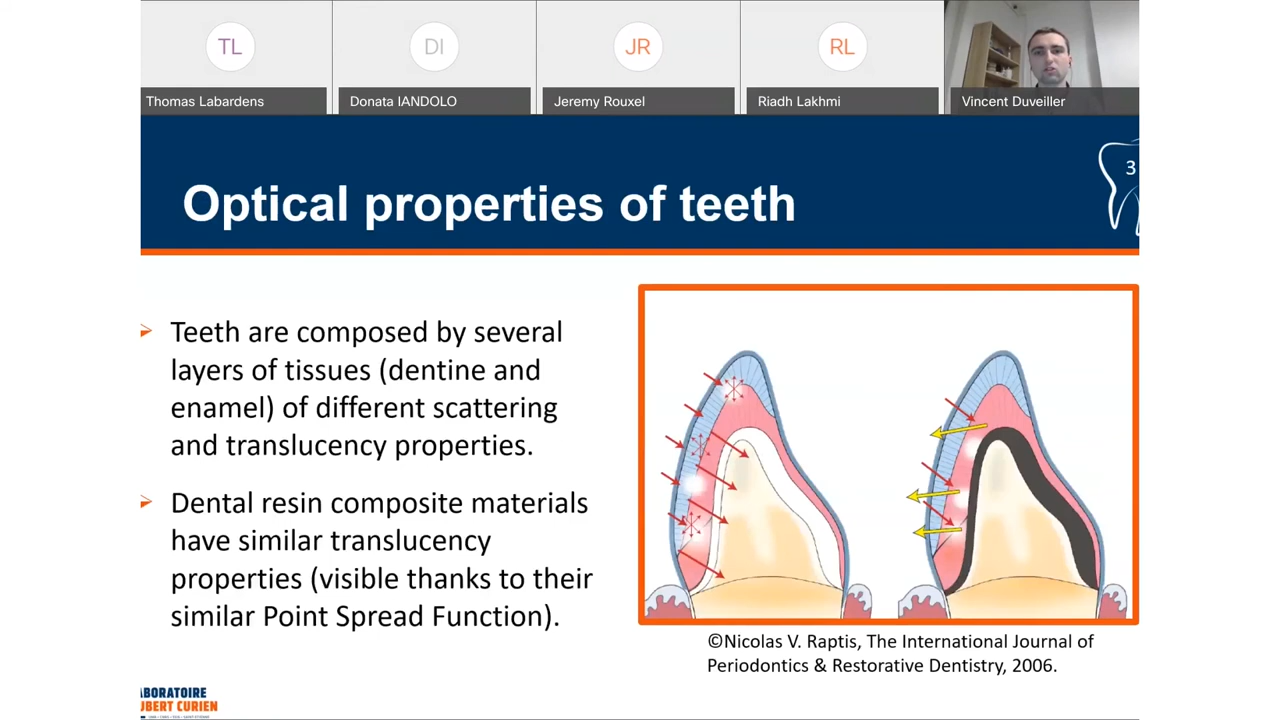 TL
DI
JR
RL
Thomas Labardens
Donata IANDOLO
Jeremy Rouxel
Riadh Lakhmi
Vincent Duveiller
3
Optical properties of teeth
Teeth are composed by several
layers of tissues (dentine and
enamel) of different scattering
and translucency properties.
Dental resin composite materials
have similar translucency
properties (visible thanks to their
similar Point Spread Function).
©Nicolas V. Raptis, The International Journal of
Periodontics & Restorative Dentistry, 2006.
ABORATOIRE
UBERT CURIEN